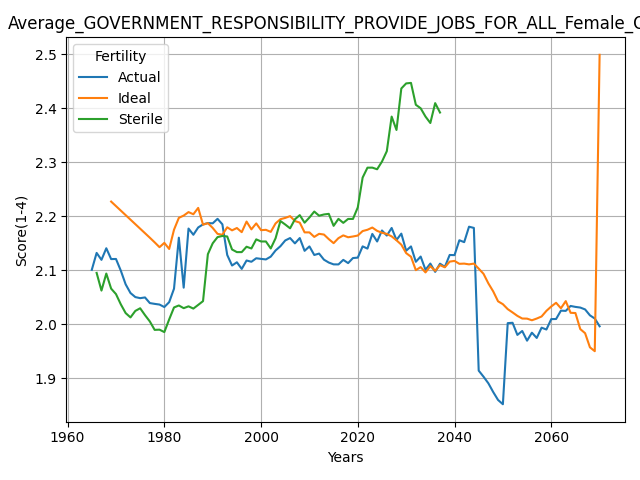 Average_GOVERNMENT_RESPONSIBILITY_PROVIDE_JOBS_FOR_ALL_Female_
Fertility
Actual
Ideal
Sterile
Score(1-4)
2.5
2.4
2.3
2.2
2.1
2.0
1.9
1960
1980
2000
2020
2040
2060
Years